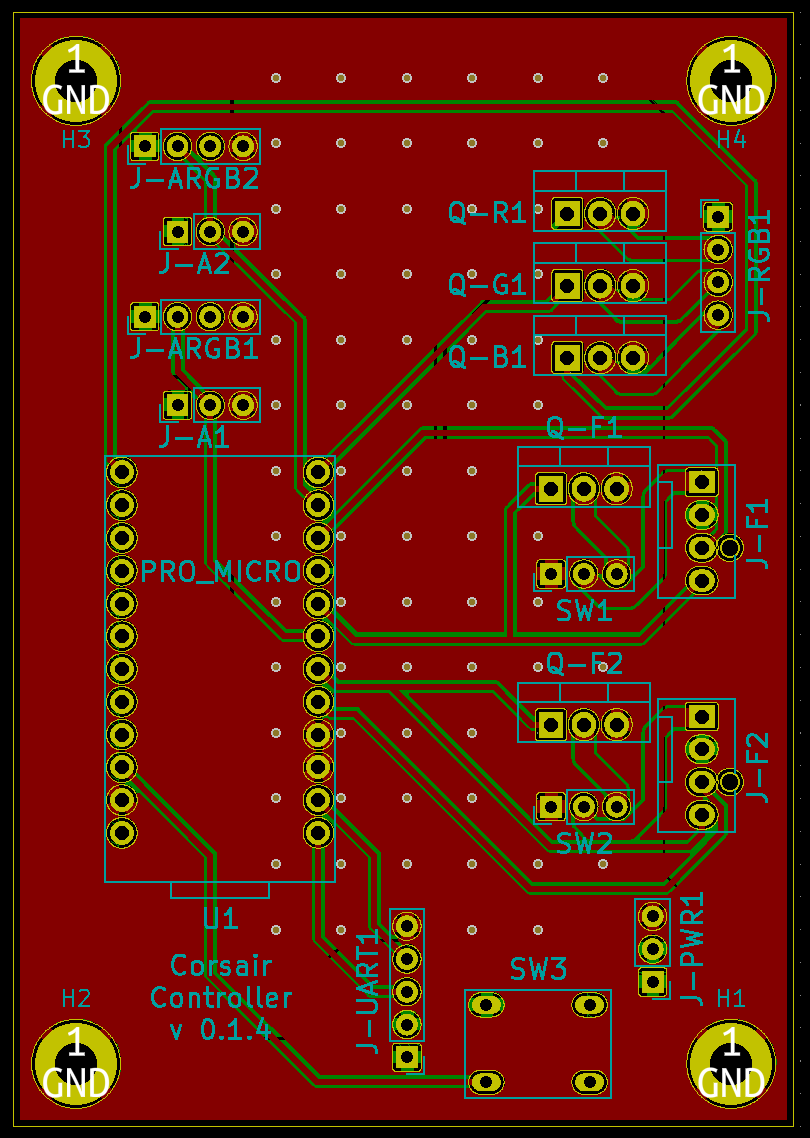 1
GND
H3
1
GND
H4
J-ARGB2
Q-R1
J-RGB1
J-A2
Q-G1
J-ARGB1
Q-B1
J-A1
Q-F1
J-F1
PRO_MICRO
SW1
Q-F2
J-F2
SW2
U1
J-UART1
J-PWR1
Corsair
Controller
v 0.1.4
SW3
H2
1
GND
H1
1
GND